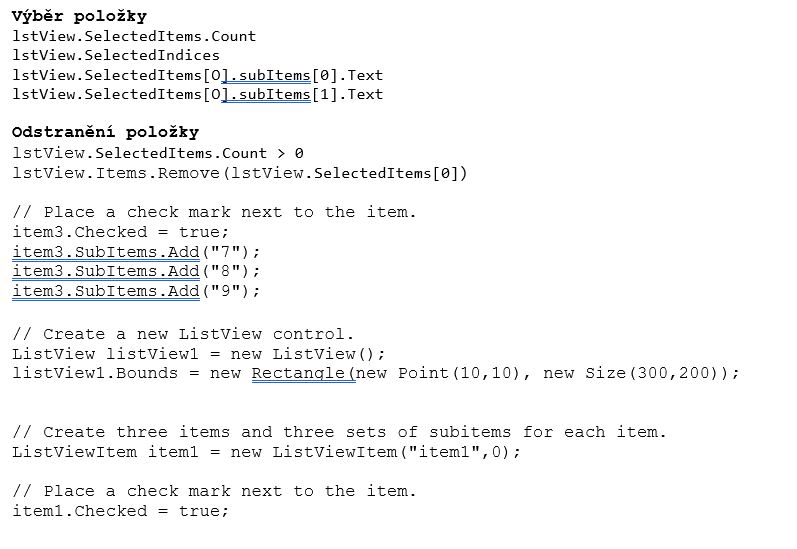 Výběr položky
lstView.SelectedItems.Count
lstView.SelectedIndices
lstView.SelectedItems[O].subItems[0].Text
lstView.SelectedItems[O].subItems[1].Text
Odstranění položky
lstView.SelectedItems.Count > 0
lstView.Items.Remove(lstView.SelectedItems[0])
// Place a check mark next to the item.
item3.Checked = true;
item3.SubItems.Add("7");
item3.SubItems.Add("8");
item3.SubItems.Add("9");
// Create a new ListView control.
ListView listView1 = new ListView();
listView1.Bounds = new Rectangle(new Point(10,10), new Size(300,200));
// Create three items and three sets of subitems for each item.
ListViewItem item1 = new ListViewItem("item1",0);
// Place a check mark next to the item.
item1.Checked = true;